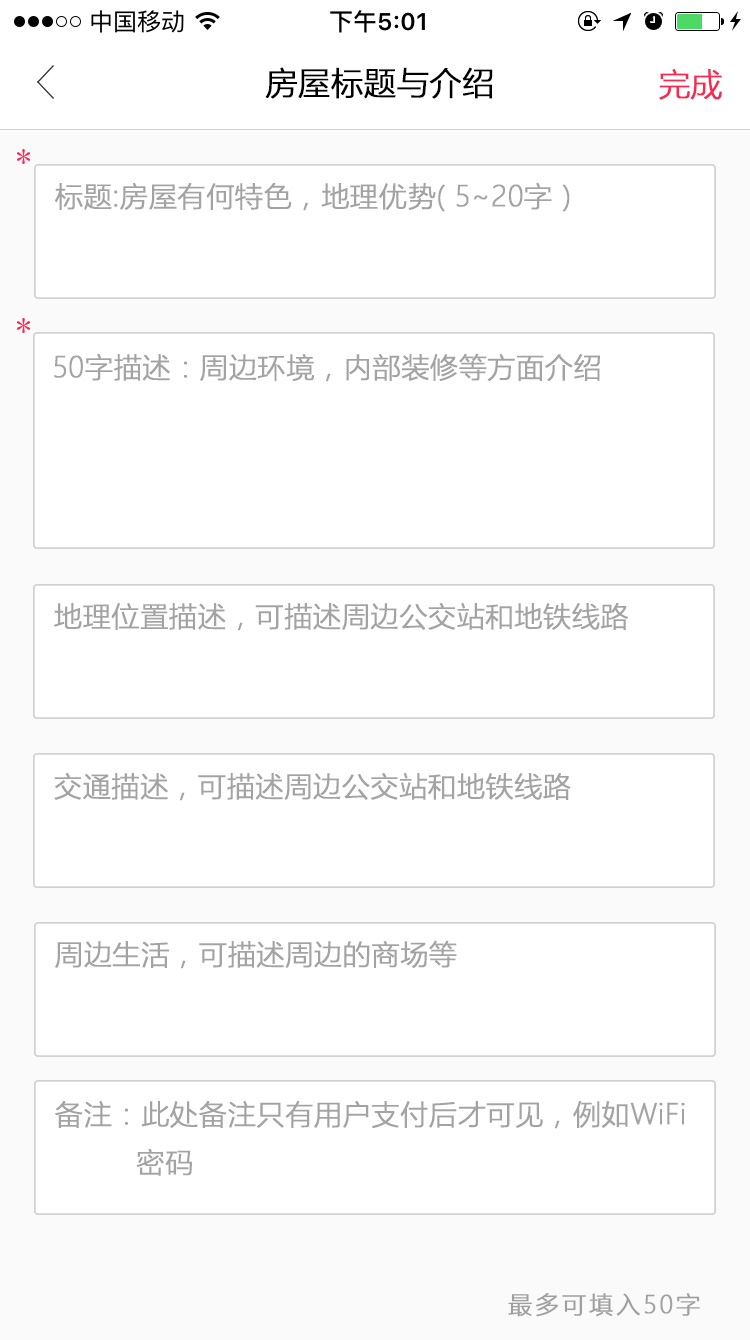 中国移动 下午5:01
房屋标题与介绍 完成
*
标题:房屋有何特色，地理优势( 5~20字 )
*
50字描述：周边环境，内部装修等方面介绍
地理位置描述，可描述周边公交站和地铁线路
交通描述，可描述周边公交站和地铁线路
周边生活，可描述周边的商场等
备注：此处备注只有用户支付后才可见，例如WiFi
密码
最多可填入50字